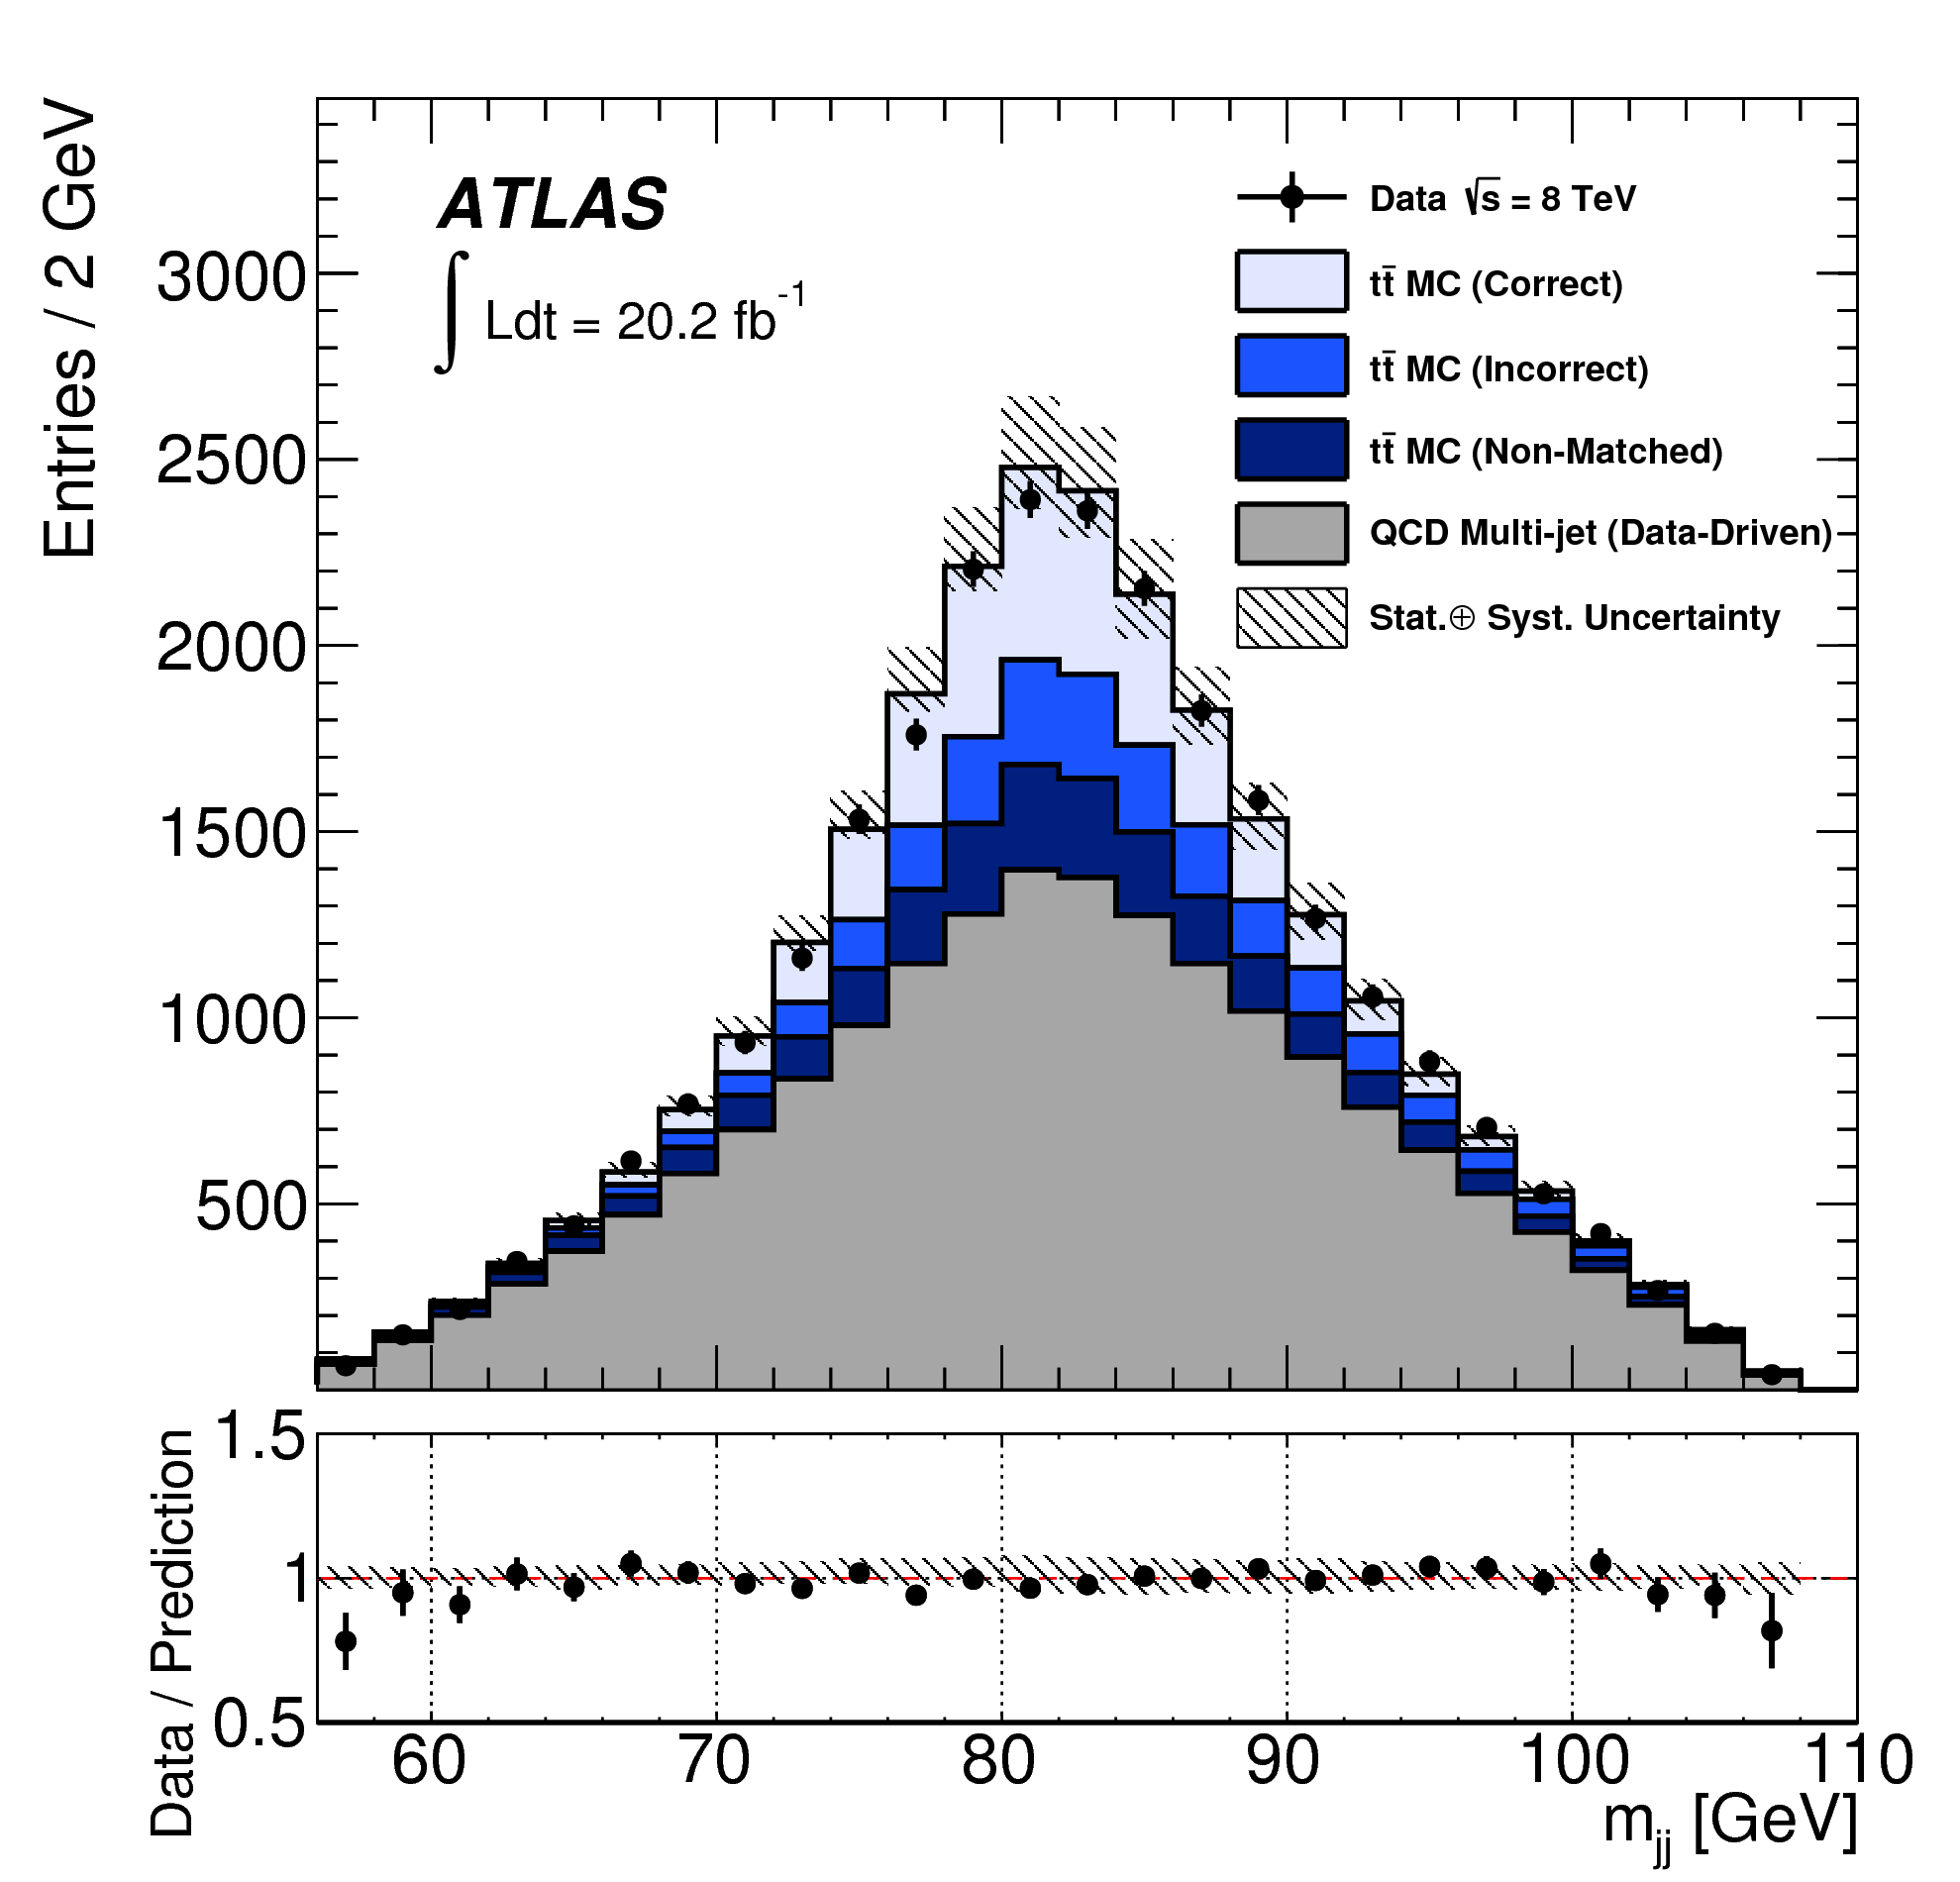 ATLAS
∫ Ldt = 20.2 fb⁻¹
Data √s = 8 TeV
tt̄ MC (Correct)
tt̄ MC (Incorrect)
tt̄ MC (Non-Matched)
QCD Multi-jet (Data-Driven)
Stat.⊕ Syst. Uncertainty
Entries / 2 GeV
3000
2500
2000
1500
1000
500
Data / Prediction
1.5
1
0.5
60 70 80 90 100 110
m_jj [GeV]